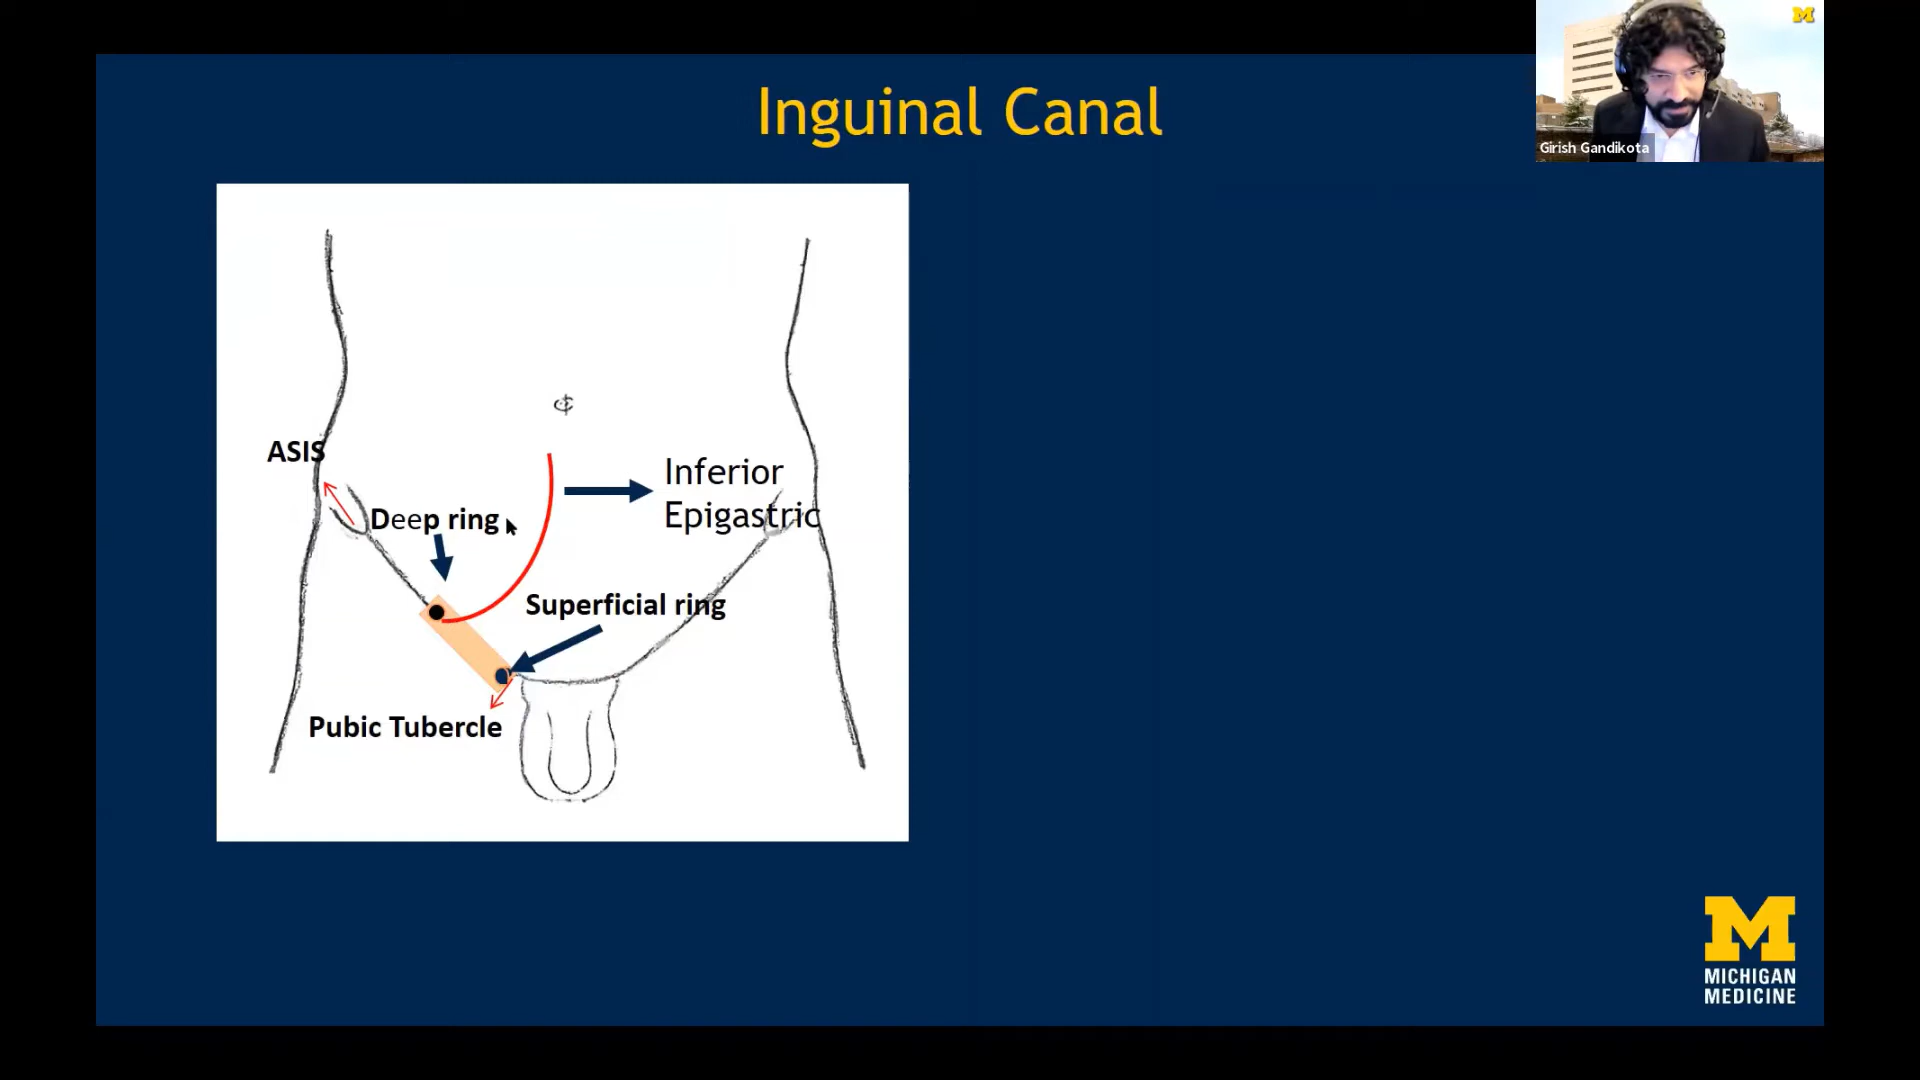 Inguinal Canal
M
Girish Gandikota
ASIS
Inferior
Epigastric
Deep ring
Superficial ring
Pubic Tubercle
M
MICHIGAN
MEDICINE